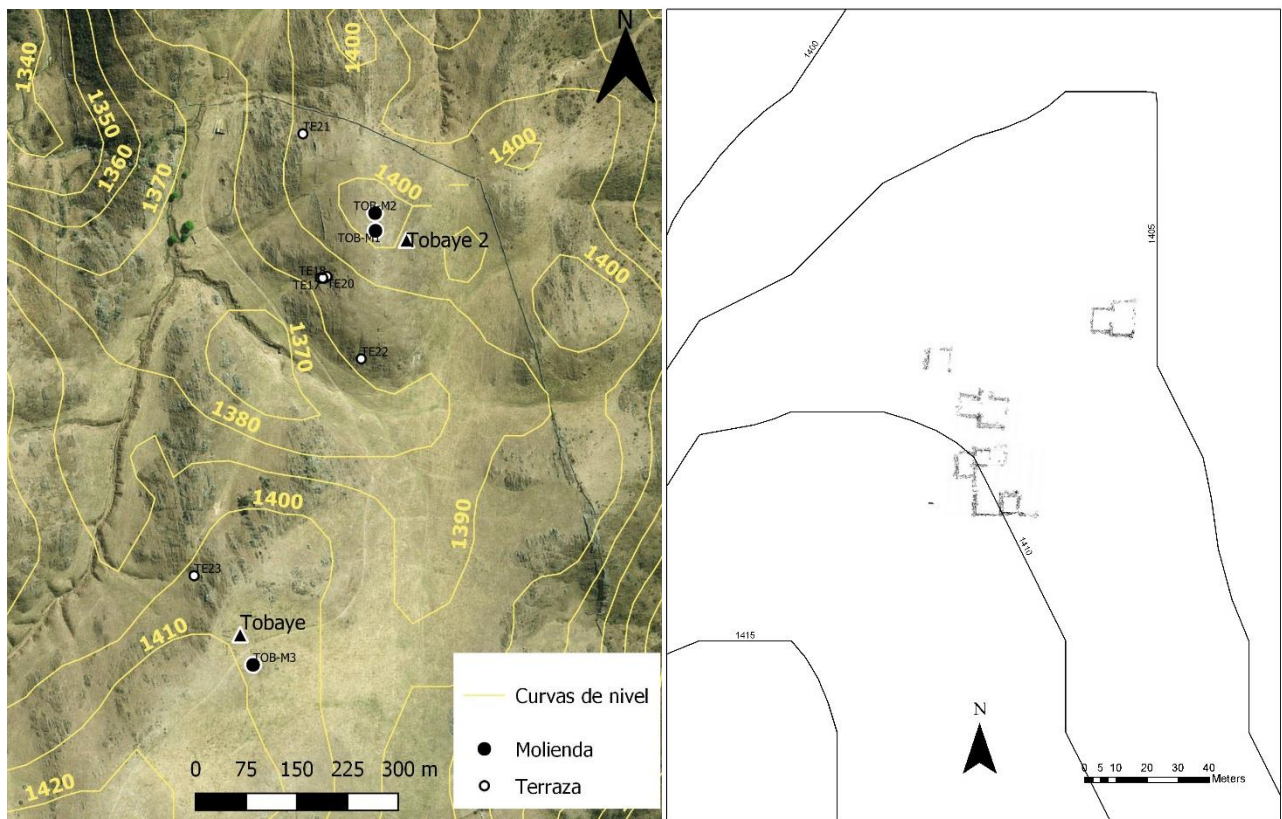 N
1340
1350
1360
1370
1400
1400
TE21
1400
TOB-M2
TOB-M1
Tobaye 2
TE18
TE17
TE20
1400
1370
TE22
1380
1400
1390
TE23
Tobaye
1410
TOB-M3
1420
Curvas de nivel
Molienda
Terraza
0 75 150 225 300 m
1400
1405
1410
1415
N
0 5 10 20 30 40
Meters